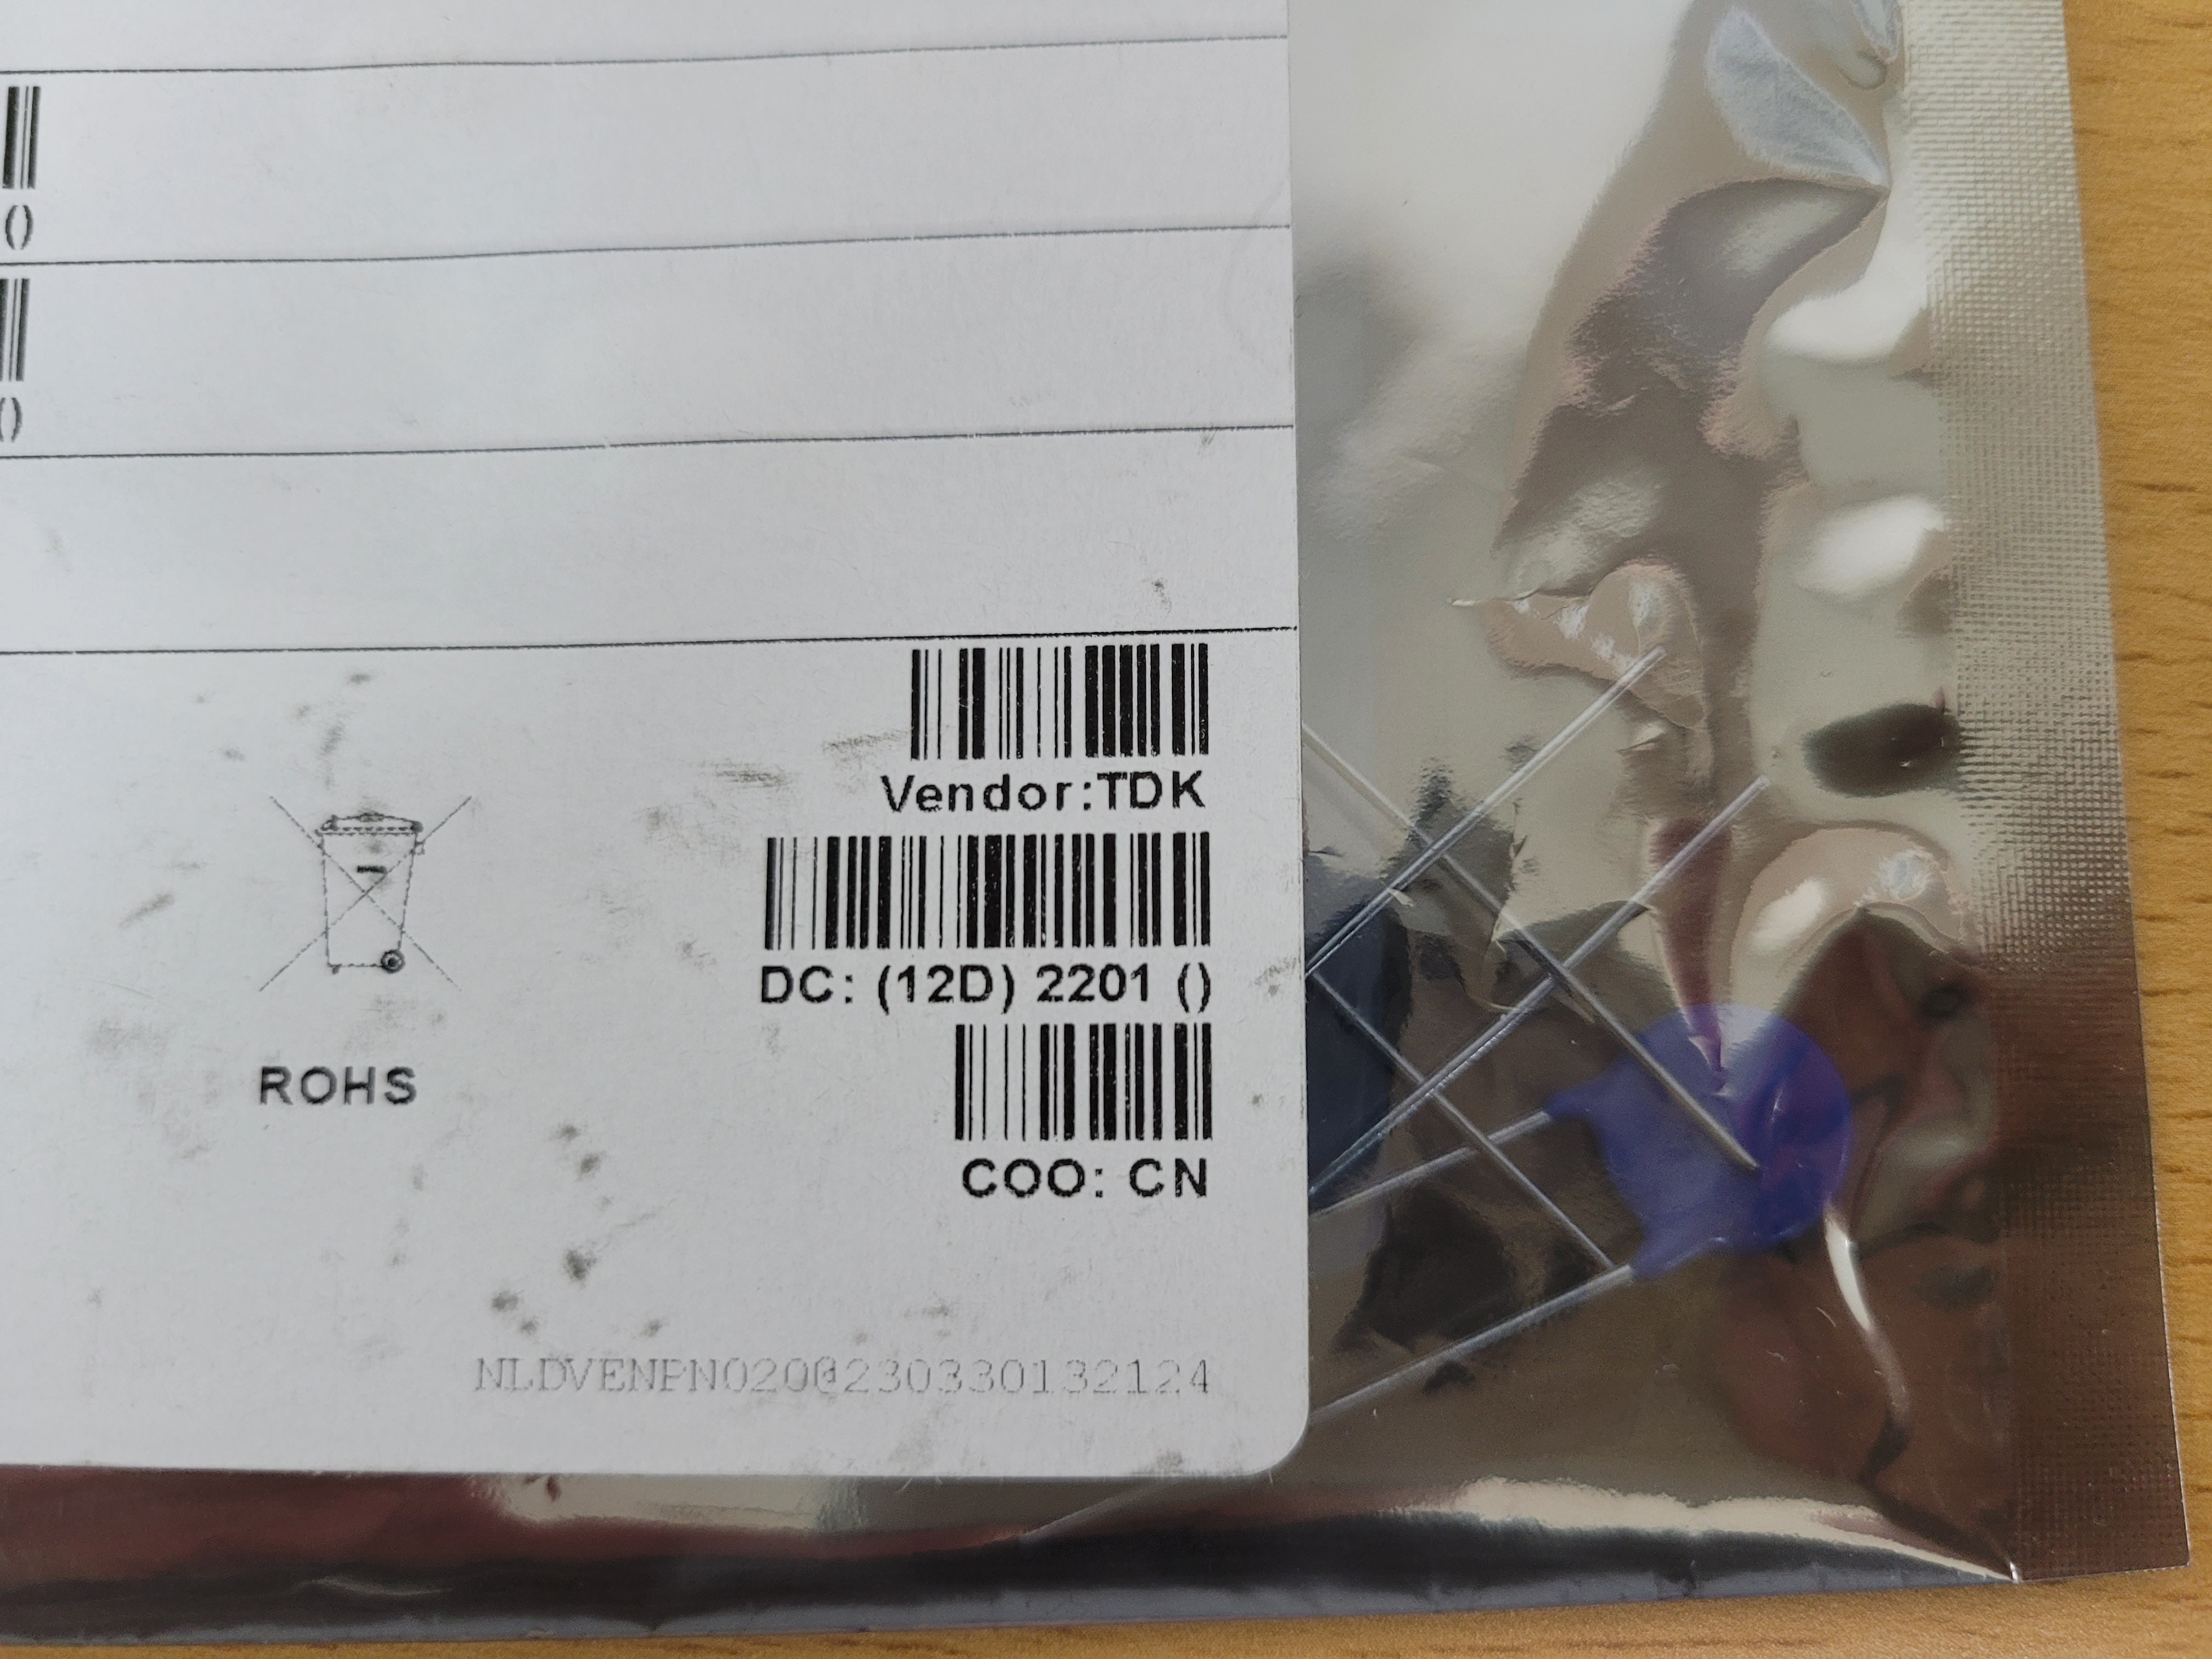 ()
()
Vendor:TDK
DC: (12D) 2201 ()
ROHS
COO: CN
NLDVENPN020@230330132124